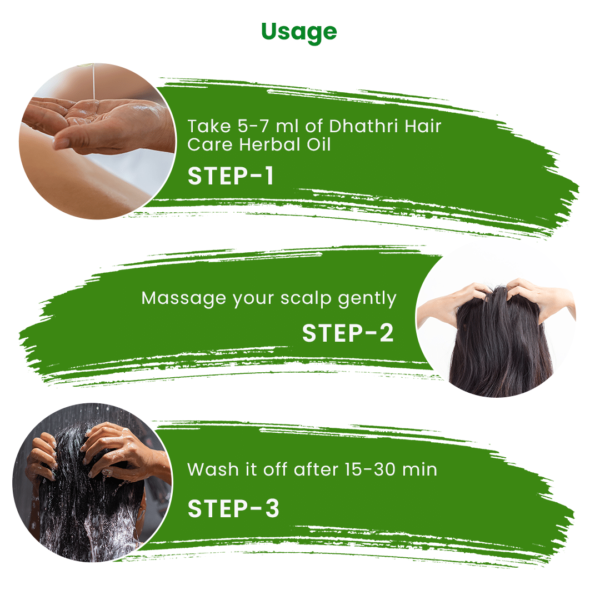 Usage
Take 5-7 ml of Dhathri Hair
Care Herbal Oil
STEP-1
Massage your scalp gently
STEP-2
Wash it off after 15-30 min
STEP-3